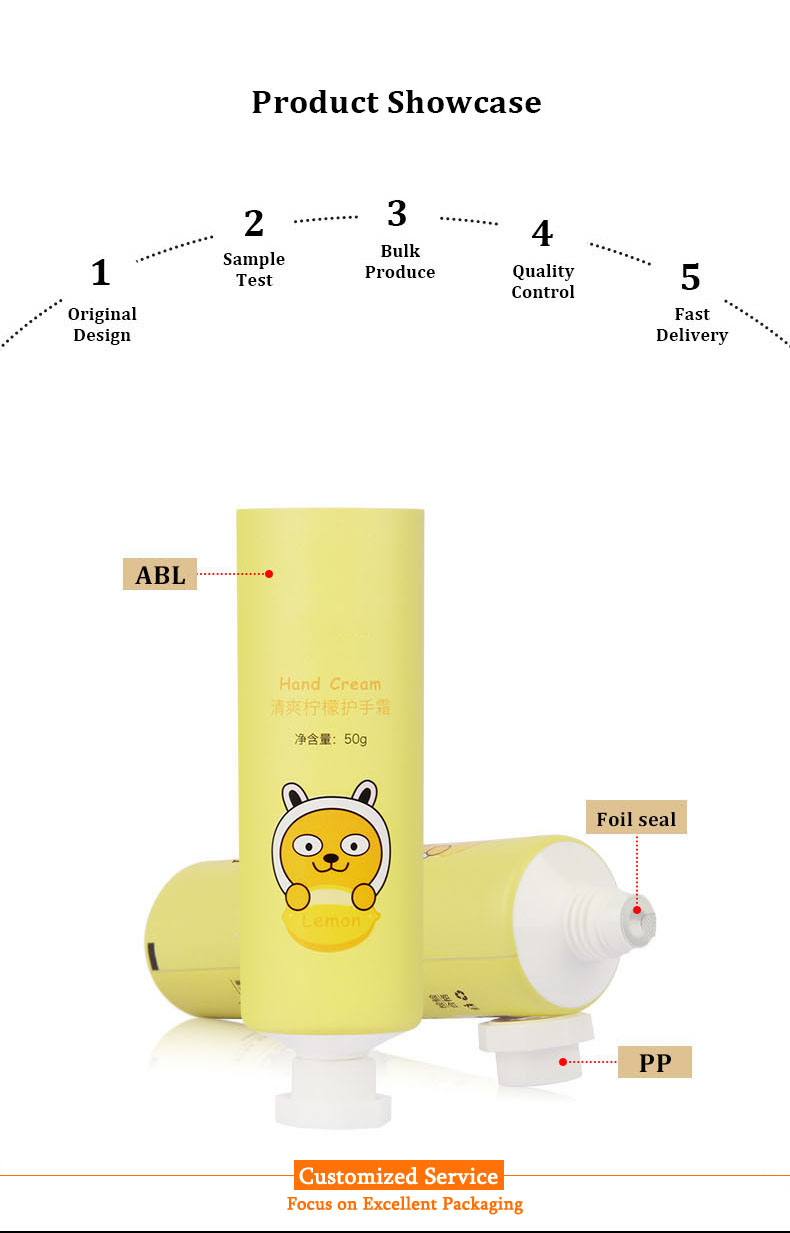 Product Showcase
1
Original
Design
2
Sample
Test
3
Bulk
Produce
4
Quality
Control
5
Fast
Delivery
ABL
Hand Cream
清爽柠檬护手霜
净含量：50g
Lemon
Foil seal
PP
Customized Service
Focus on Excellent Packaging